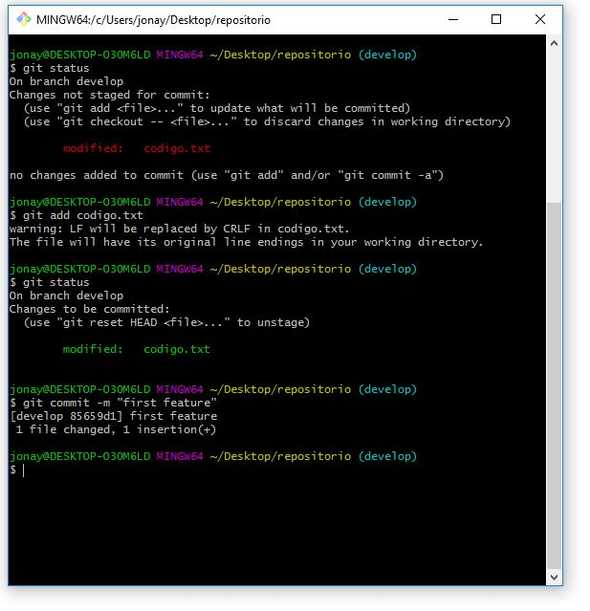 MINGW64:/c/Users/jonay/Desktop/repositorio
jonay@DESKTOP-O3OM6LD MINGW64 ~/Desktop/repositorio (develop)
$ git status
On branch develop
Changes not staged for commit:
  (use "git add <file>..." to update what will be committed)
  (use "git checkout -- <file>..." to discard changes in working directory)
        modified:   codigo.txt
no changes added to commit (use "git add" and/or "git commit -a")
jonay@DESKTOP-O3OM6LD MINGW64 ~/Desktop/repositorio (develop)
$ git add codigo.txt
warning: LF will be replaced by CRLF in codigo.txt.
The file will have its original line endings in your working directory.
jonay@DESKTOP-O3OM6LD MINGW64 ~/Desktop/repositorio (develop)
$ git status
On branch develop
Changes to be committed:
  (use "git reset HEAD <file>..." to unstage)
        modified:   codigo.txt
jonay@DESKTOP-O3OM6LD MINGW64 ~/Desktop/repositorio (develop)
$ git commit -m "first feature"
[develop 85659d1] first feature
 1 file changed, 1 insertion(+)
jonay@DESKTOP-O3OM6LD MINGW64 ~/Desktop/repositorio (develop)
$